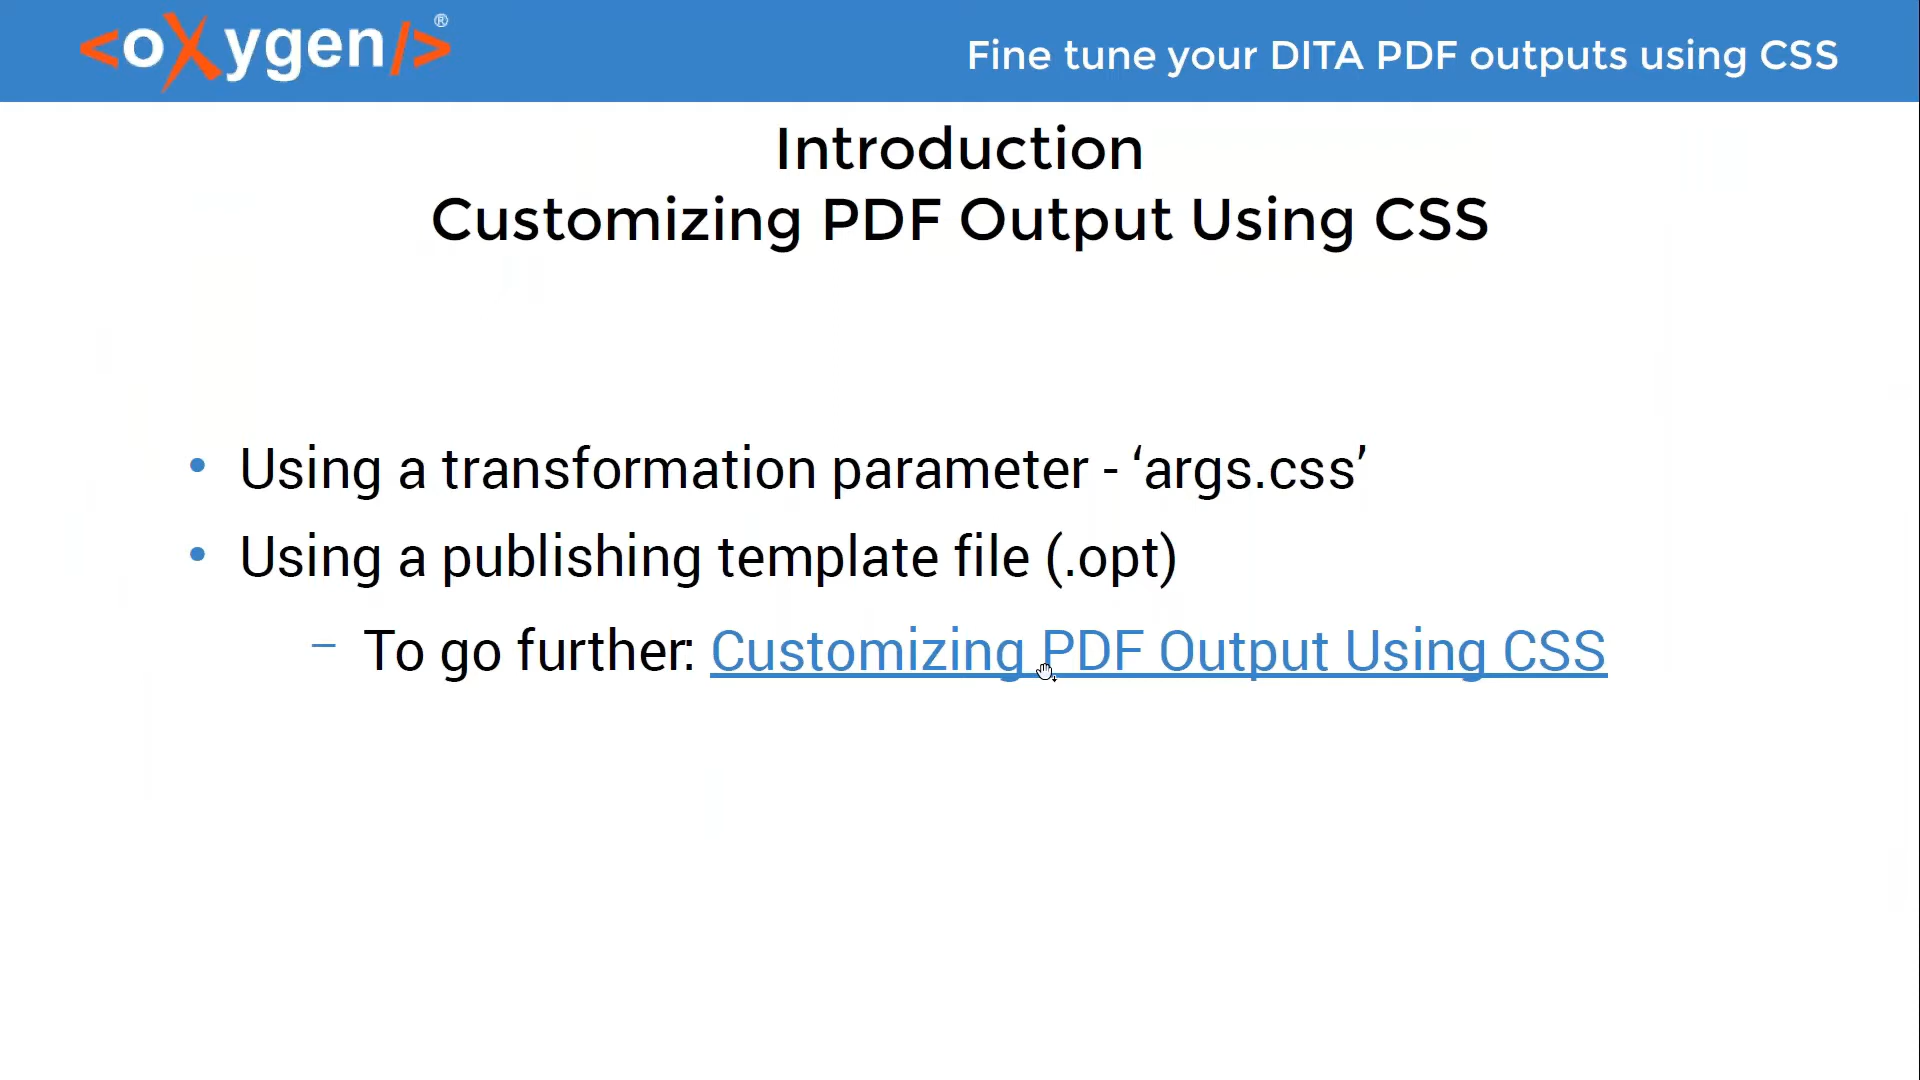 <oXygen/>®
Fine tune your DITA PDF outputs using CSS
Introduction
Customizing PDF Output Using CSS
• Using a transformation parameter - ‘args.css’
• Using a publishing template file (.opt)
– To go further: Customizing PDF Output Using CSS